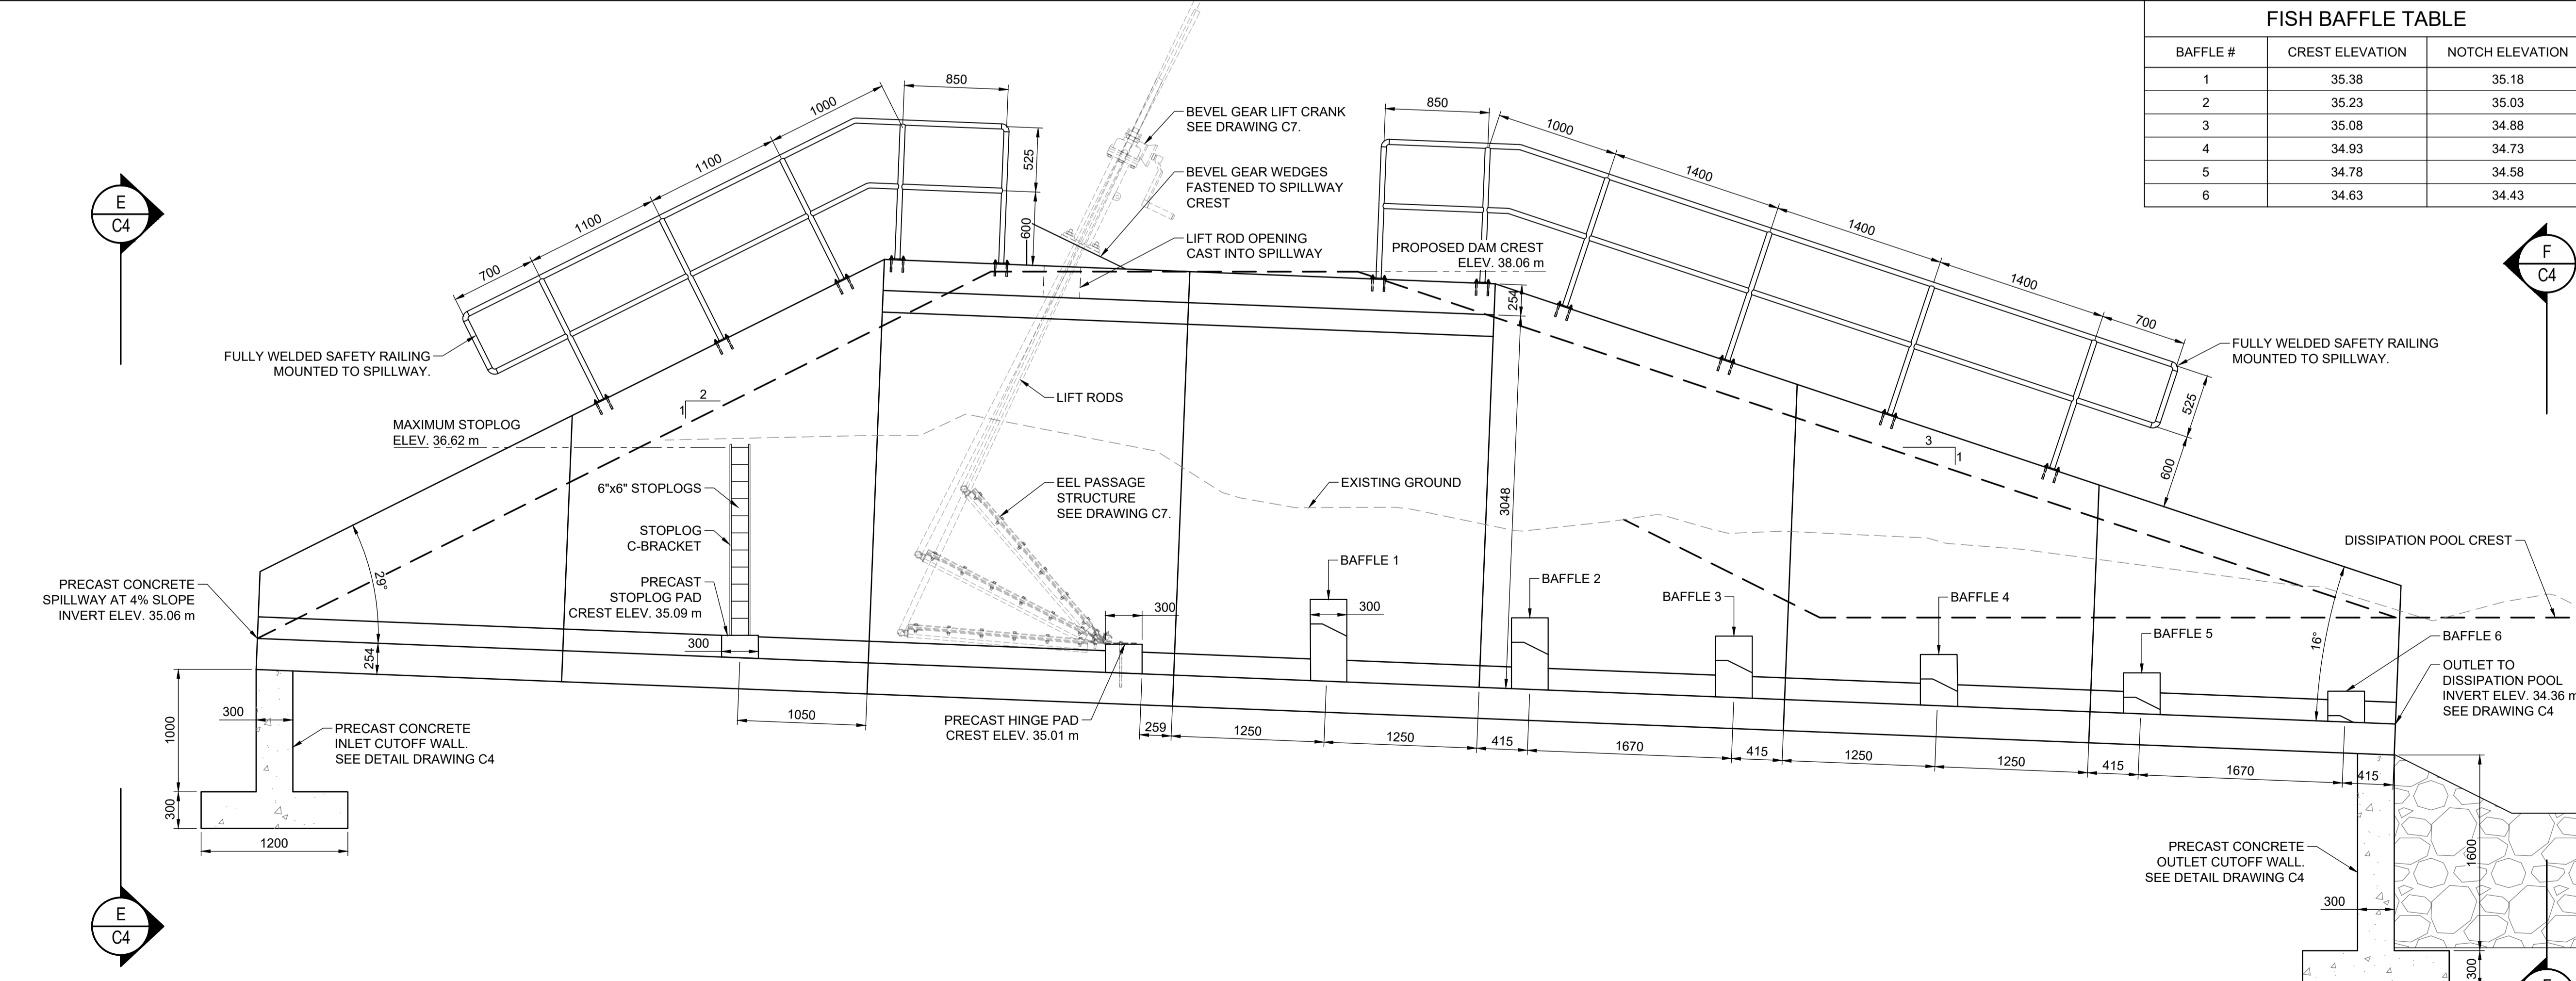 FISH BAFFLE TABLE
BAFFLE # CREST ELEVATION NOTCH ELEVATION
1 35.38 35.18
2 35.23 35.03
3 35.08 34.88
4 34.93 34.73
5 34.78 34.58
6 34.63 34.43
E
C4
F
C4
850
1000
1100
1100
700
525
600
BEVEL GEAR LIFT CRANK
SEE DRAWING C7.
BEVEL GEAR WEDGES
FASTENED TO SPILLWAY
CREST
LIFT ROD OPENING
CAST INTO SPILLWAY
850
1000
1400
1400
1400
700
PROPOSED DAM CREST
ELEV. 38.06 m
254
FULLY WELDED SAFETY RAILING
MOUNTED TO SPILLWAY.
FULLY WELDED SAFETY RAILING
MOUNTED TO SPILLWAY.
525
600
2
1
3
1
LIFT RODS
MAXIMUM STOPLOG
ELEV. 36.62 m
6"x6" STOPLOGS
STOPLOG
C-BRACKET
PRECAST
STOPLOG PAD
CREST ELEV. 35.09 m
EEL PASSAGE
STRUCTURE
SEE DRAWING C7.
EXISTING GROUND
3048
DISSIPATION POOL CREST
PRECAST CONCRETE
SPILLWAY AT 4% SLOPE
INVERT ELEV. 35.06 m
29°
254
300
300
300
BAFFLE 1
BAFFLE 2
BAFFLE 3
BAFFLE 4
BAFFLE 5
BAFFLE 6
16°
OUTLET TO
DISSIPATION POOL
INVERT ELEV. 34.36 m
SEE DRAWING C4
1000
300
300
1200
PRECAST CONCRETE
INLET CUTOFF WALL.
SEE DETAIL DRAWING C4
1050
PRECAST HINGE PAD
CREST ELEV. 35.01 m
259
1250
1250
415
1670
415
1250
1250
415
1670
415
PRECAST CONCRETE
OUTLET CUTOFF WALL.
SEE DETAIL DRAWING C4
300
1600
300
E
C4